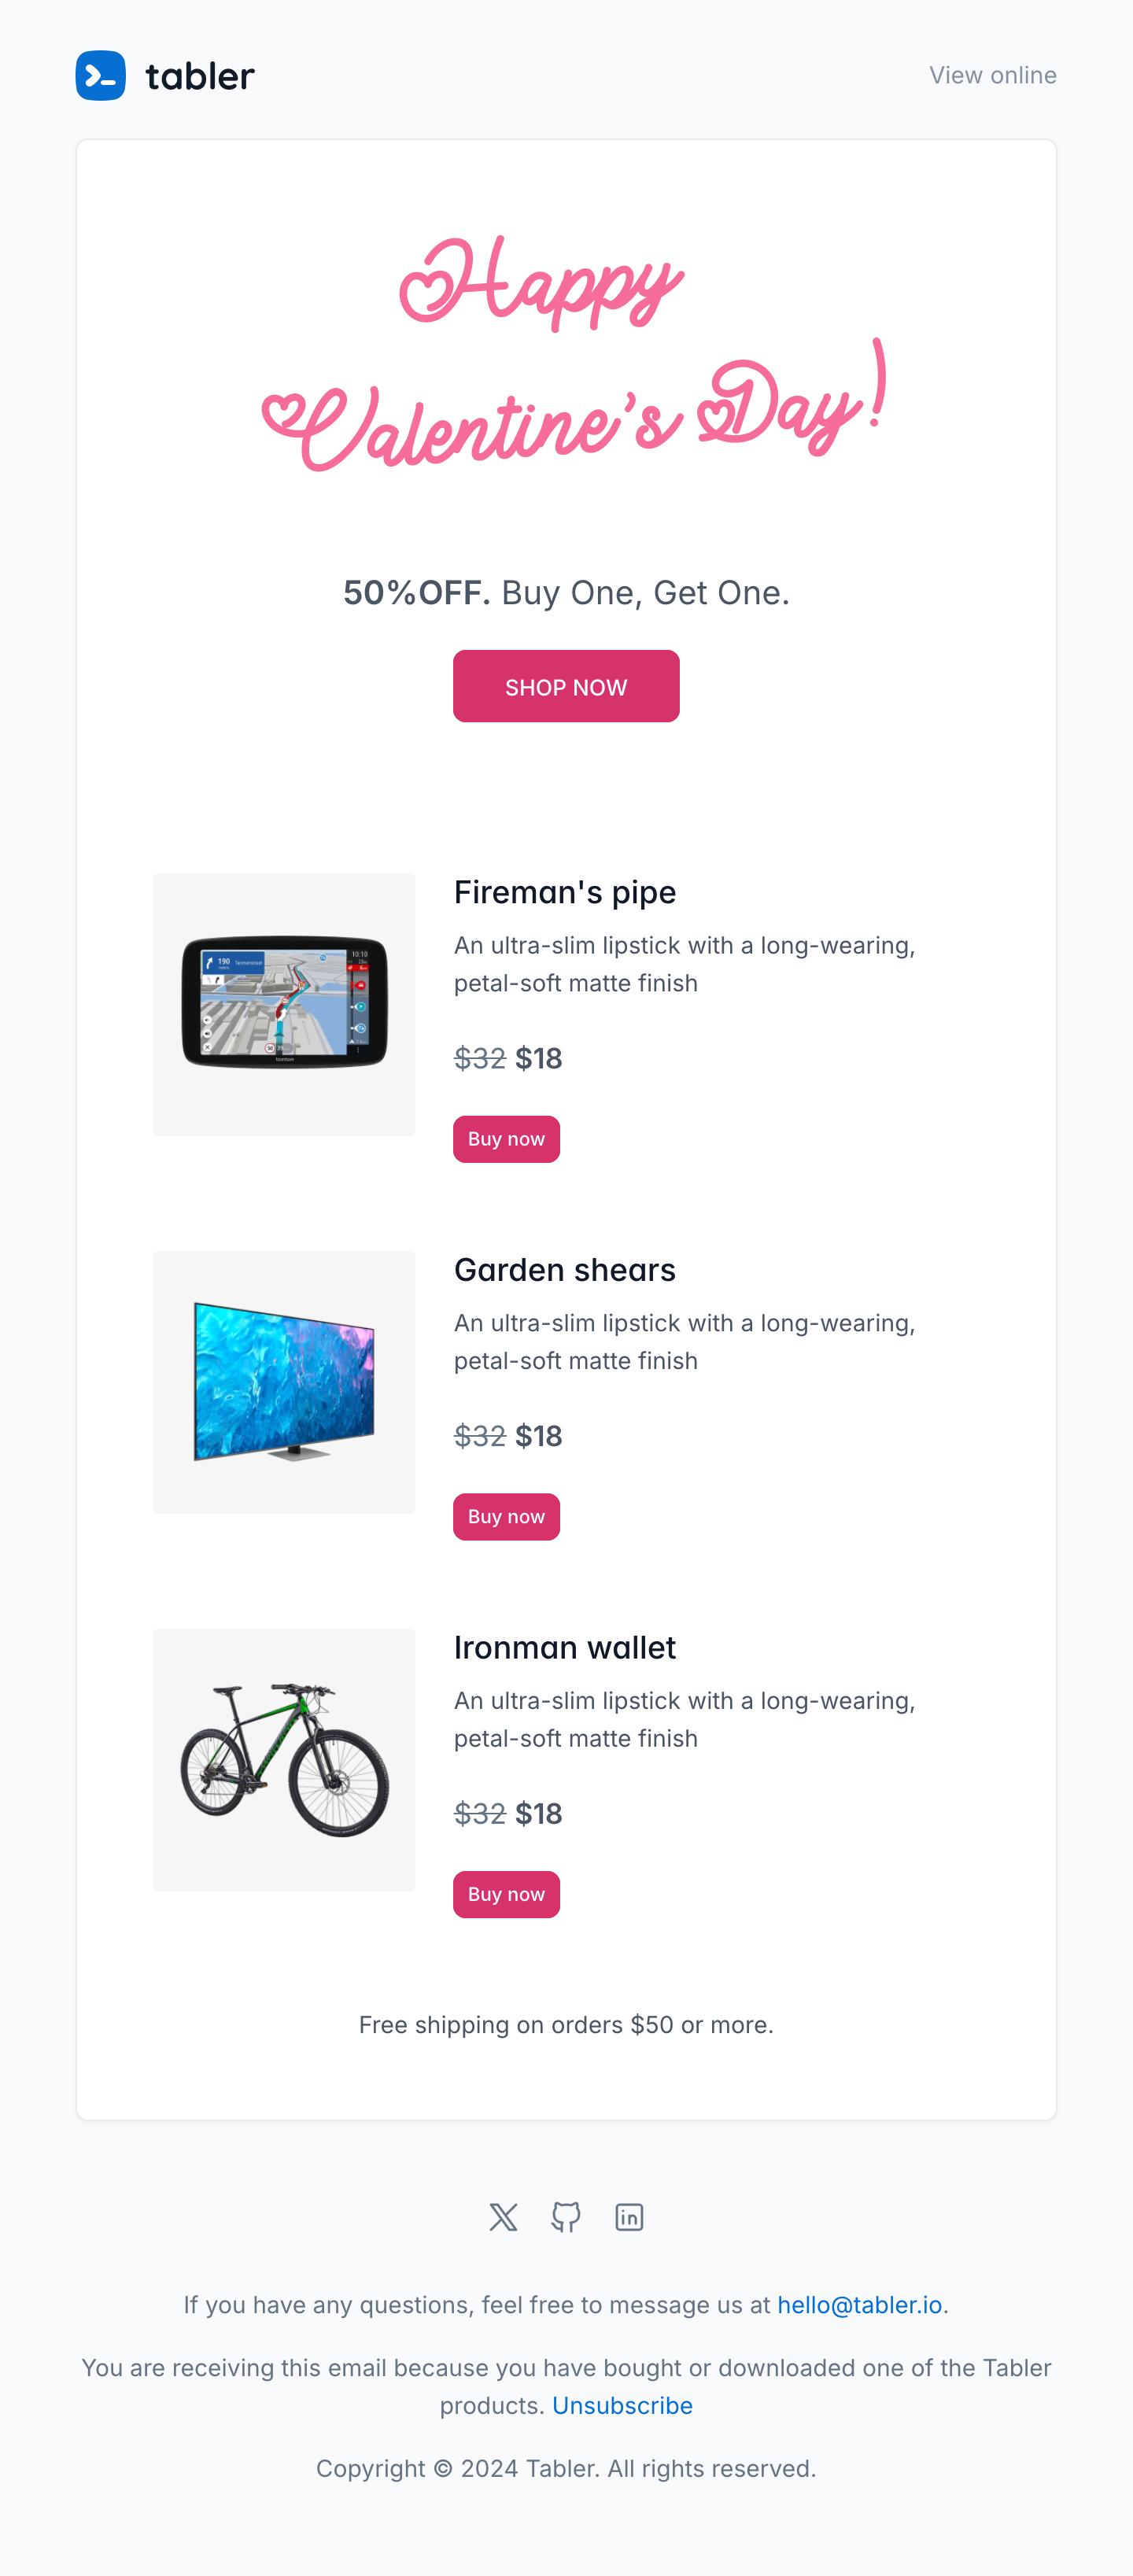 tabler
View online
Happy
Valentine's Day!
50%OFF. Buy One, Get One.
SHOP NOW
Fireman's pipe
An ultra-slim lipstick with a long-wearing,
petal-soft matte finish
190
10:10
tomtom
$32 $18
Buy now
Garden shears
An ultra-slim lipstick with a long-wearing,
petal-soft matte finish
$32 $18
Buy now
Ironman wallet
An ultra-slim lipstick with a long-wearing,
petal-soft matte finish
$32 $18
Buy now
Free shipping on orders $50 or more.
If you have any questions, feel free to message us at hello@tabler.io.
You are receiving this email because you have bought or downloaded one of the Tabler
products. Unsubscribe
Copyright © 2024 Tabler. All rights reserved.